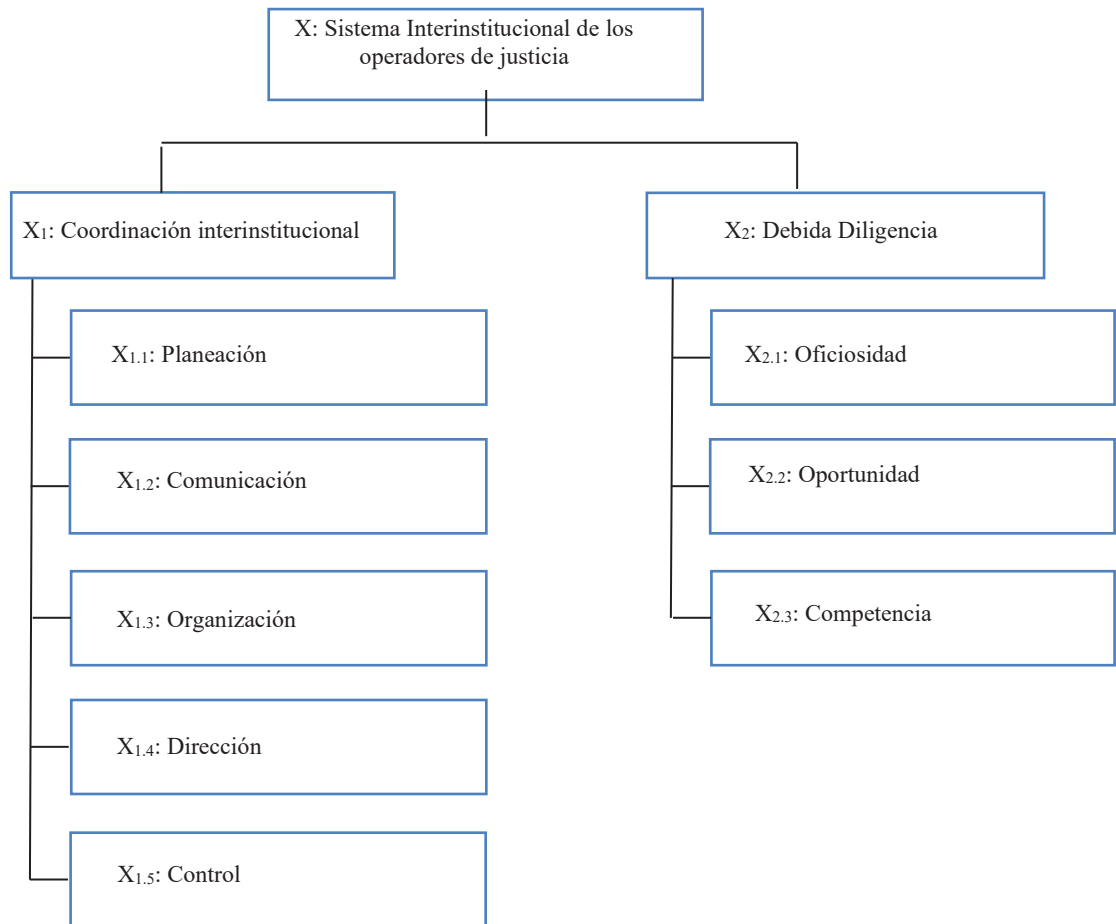 X: Sistema Interinstitucional de los
operadores de justicia
X1: Coordinación interinstitucional
X1.1: Planeación
X1.2: Comunicación
X1.3: Organización
X1.4: Dirección
X1.5: Control
X2: Debida Diligencia
X2.1: Oficiosidad
X2.2: Oportunidad
X2.3: Competencia